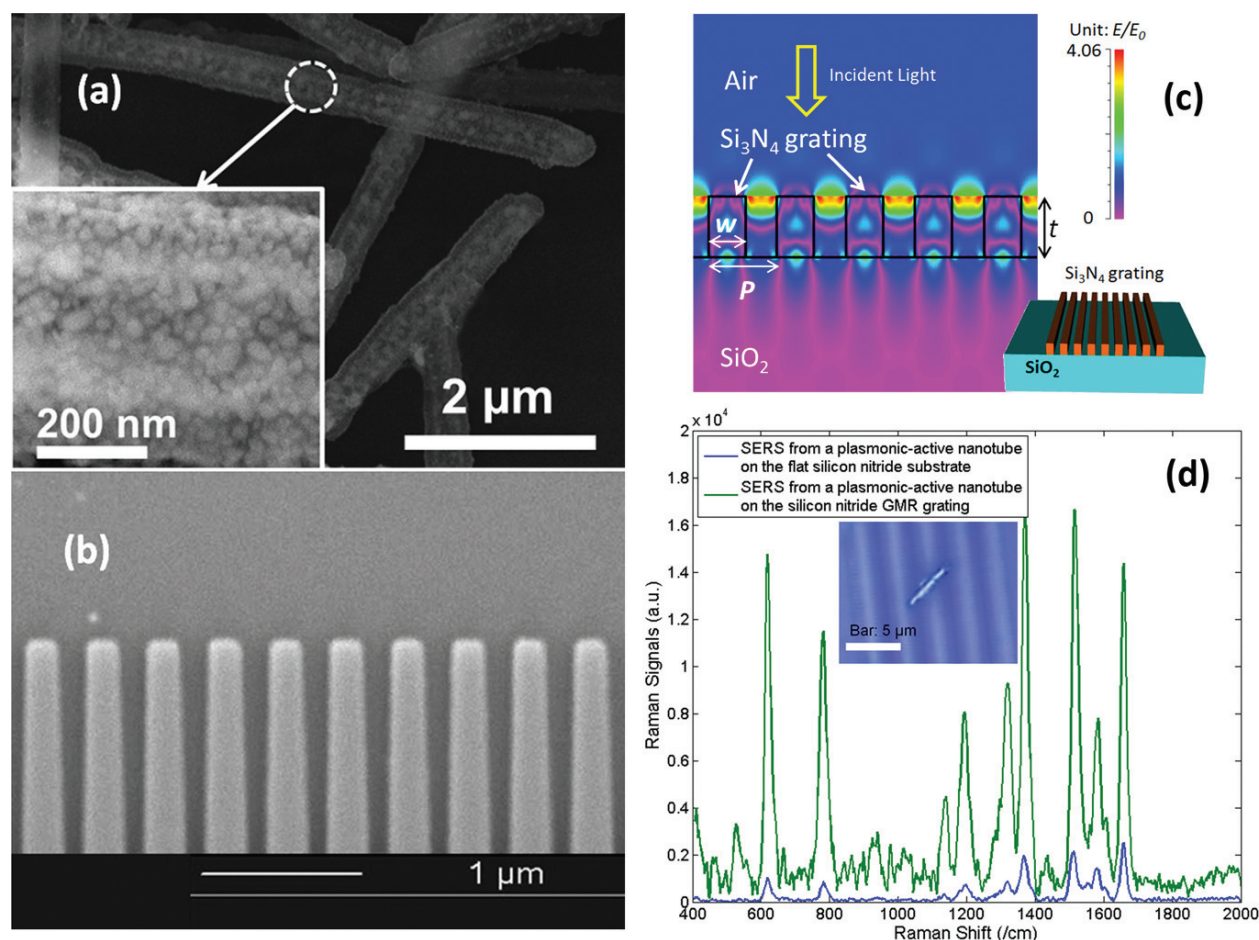 (a)
200 nm
2 µm
(b)
1 µm
Unit: E/E₀
4.06
0
Air
Incident Light
(c)
Si₃N₄ grating
w
t
P
SiO₂
Si₃N₄ grating
SiO₂
x 10⁴
2
1.8
1.6
1.4
1.2
1
0.8
0.6
0.4
0.2
0
Raman Signals (a.u.)
SERS from a plasmonic-active nanotube
on the flat silicon nitride substrate
SERS from a plasmonic-active nanotube
on the silicon nitride GMR grating
(d)
Bar: 5 µm
400 600 800 1000 1200 1400 1600 1800 2000
Raman Shift (/cm)